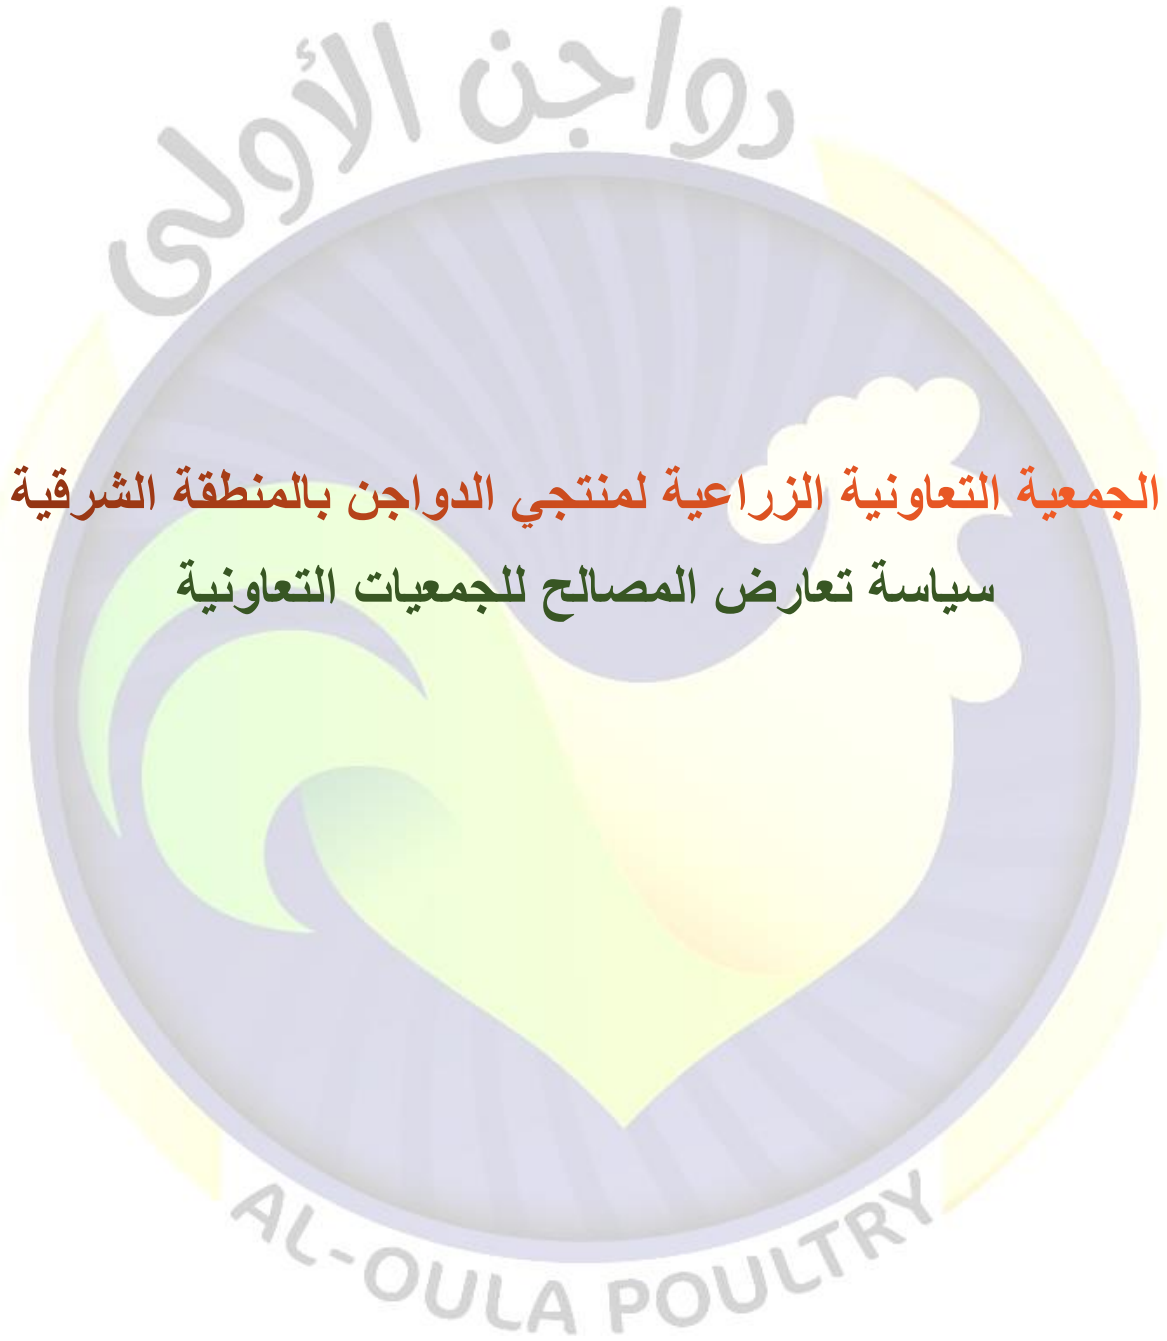 دواجن الأولى
الجمعية التعاونية الزراعية لمنتجي الدواجن بالمنطقة الشرقية
سياسة تعارض المصالح للجمعيات التعاونية
AL-OULA POULTRY